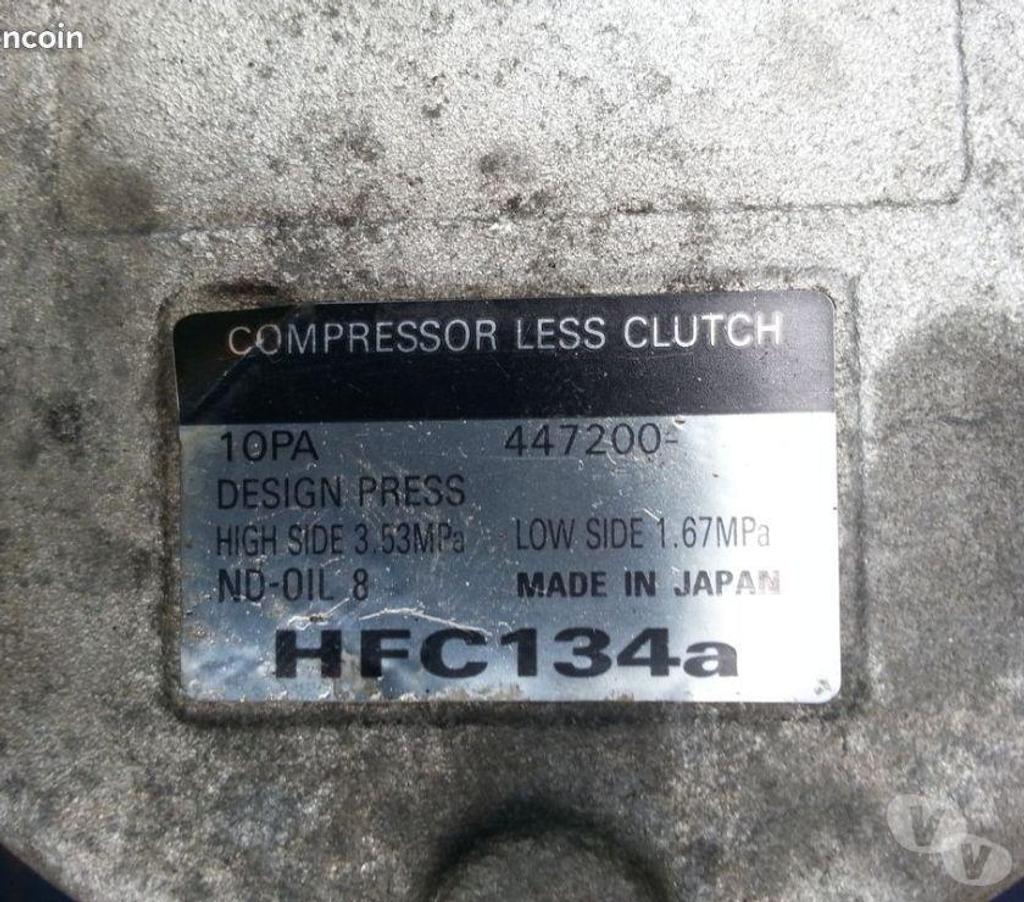 ncoin
COMPRESSOR LESS CLUTCH
10PA 447200-
DESIGN PRESS
HIGH SIDE 3.53MPa LOW SIDE 1.67MPa
ND-OIL 8 MADE IN JAPAN
HFC134a
V
V